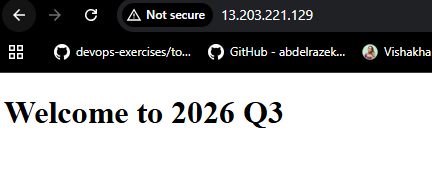 Not secure 13.203.221.129
devops-exercises/to... GitHub - abdelrazek... Vishakha
Welcome to 2026 Q3